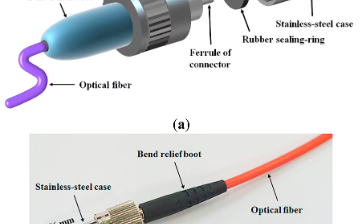 Stainless-steel case
Ferrule of
connector
Rubber sealing-ring
Optical fiber
(a)
Bend relief boot
Stainless-steel case
Optical fiber
mm